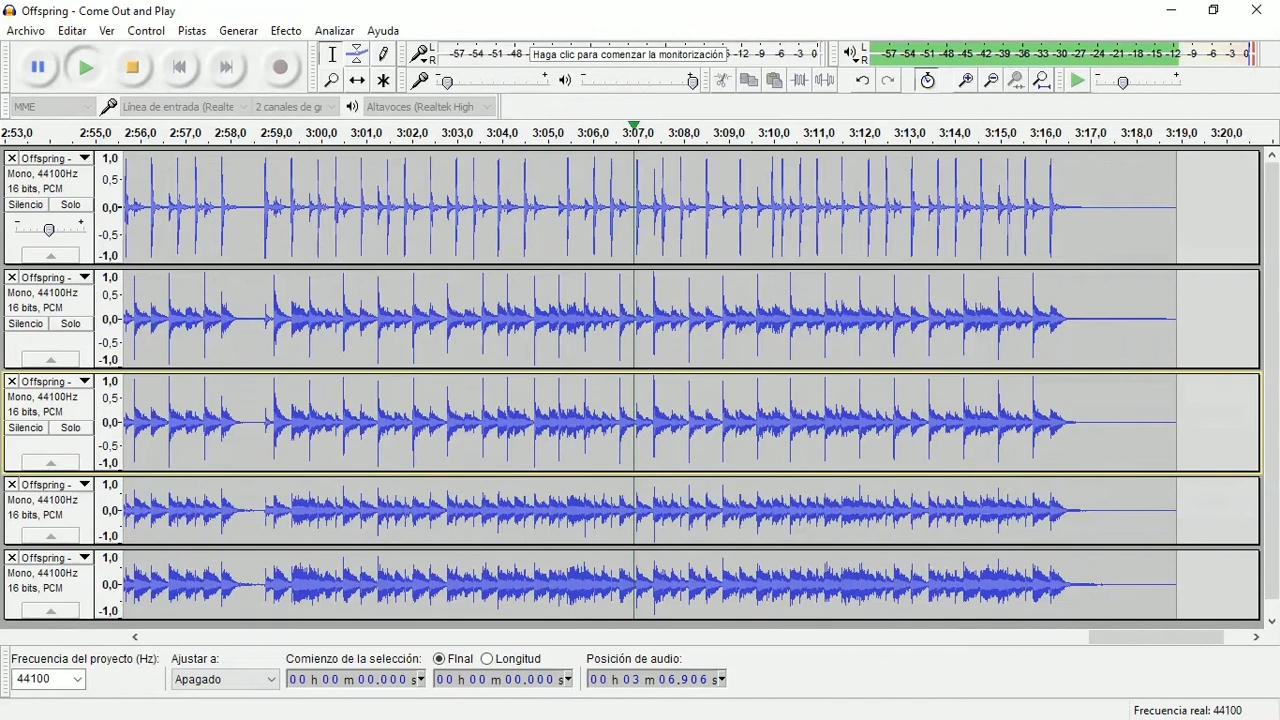 Offspring - Come Out and Play
Archivo Editar Ver Control Pistas Generar Efecto Analizar Ayuda
L R -57 -54 -51 -48 Haga clic para comenzar la monitorización -12 -9 -6 -3 0
L R -57 -54 -51 -48 -45 -42 -39 -36 -33 -30 -27 -24 -21 -18 -15 -12 -9 -6 -3 0
MME Línea de entrada (Realte 2 canales de gr Altavoces (Realtek High
2:53,0 2:55,0 2:56,0 2:57,0 2:58,0 2:59,0 3:00,0 3:01,0 3:02,0 3:03,0 3:04,0 3:05,0 3:06,0 3:07,0 3:08,0 3:09,0 3:10,0 3:11,0 3:12,0 3:13,0 3:14,0 3:15,0 3:16,0 3:17,0 3:18,0 3:19,0 3:20,0
Offspring - 1,0
Mono, 44100Hz 0,5
16 bits, PCM
Silencio Solo 0,0
- + -0,5
-1,0
Offspring - 1,0
Mono, 44100Hz 0,5
16 bits, PCM
Silencio Solo 0,0
-0,5
-1,0
Offspring - 1,0
Mono, 44100Hz 0,5
16 bits, PCM
Silencio Solo 0,0
-0,5
-1,0
Offspring - 1,0
Mono, 44100Hz
16 bits, PCM 0,0
-1,0
Offspring - 1,0
Mono, 44100Hz
16 bits, PCM 0,0
-1,0
Frecuencia del proyecto (Hz): Ajustar a: Comienzo de la selección: FInal Longitud Posición de audio:
44100 Apagado 00 h 00 m 00.000 s 00 h 00 m 00.000 s 00 h 03 m 06.906 s
Frecuencia real: 44100